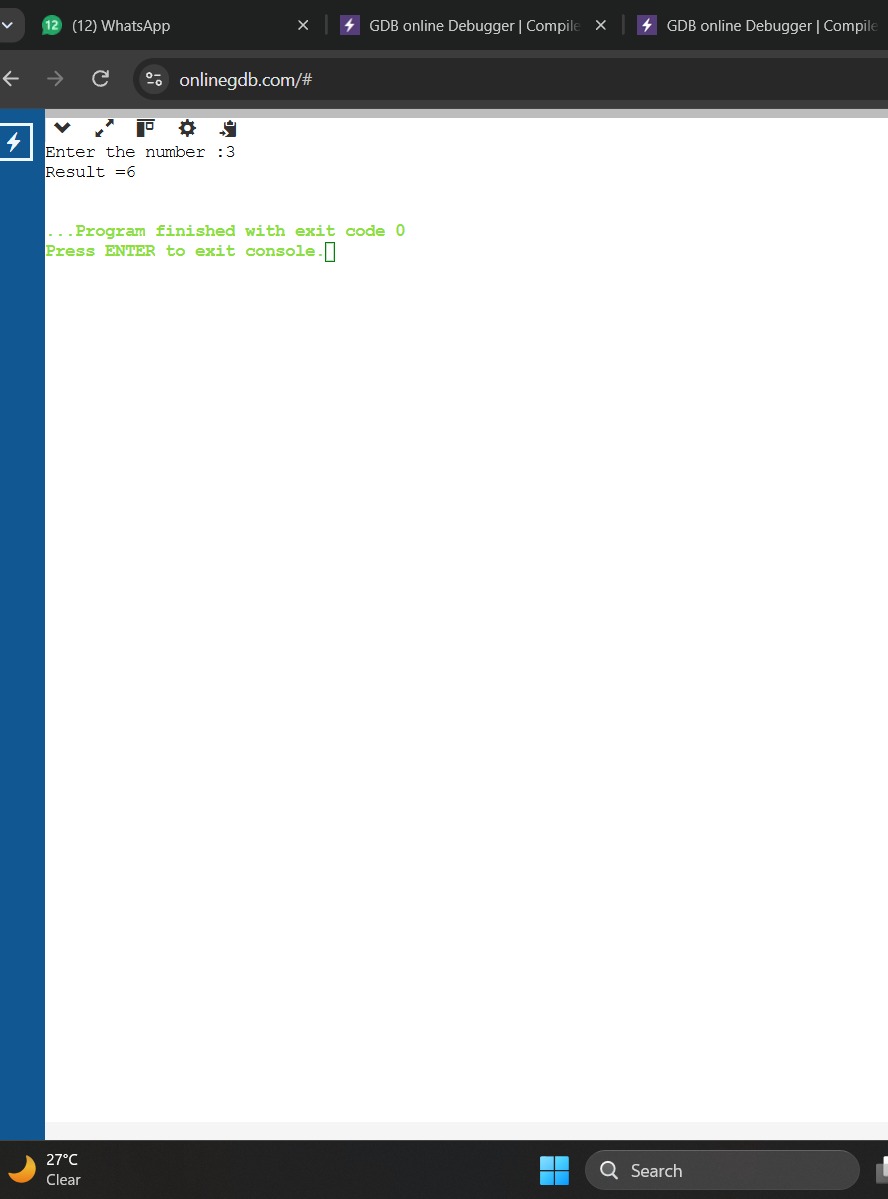 12 (12) WhatsApp
GDB online Debugger | Compile
GDB online Debugger | Compile
onlinegdb.com/#
Enter the number :3
Result =6
...Program finished with exit code 0
Press ENTER to exit console.
27°C
Clear
Search